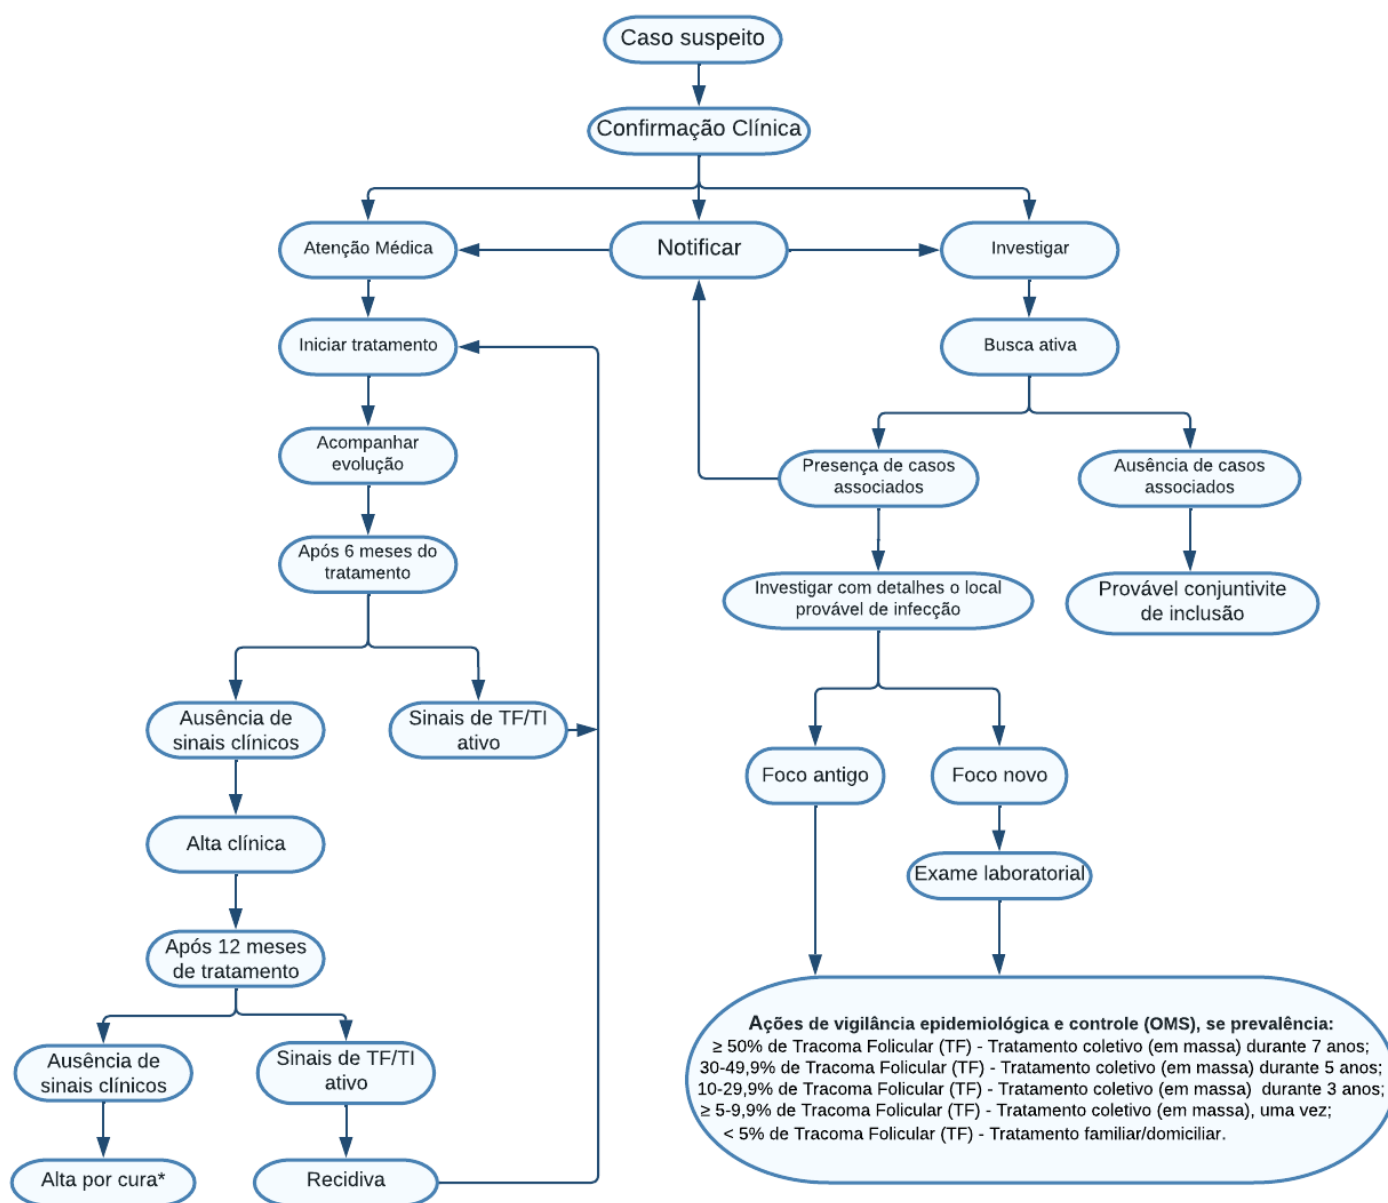 Caso suspeito
Confirmação Clínica
Atenção Médica
Notificar
Investigar
Iniciar tratamento
Busca ativa
Acompanhar
evolução
Presença de casos
associados
Ausência de casos
associados
Após 6 meses do
tratamento
Investigar com detalhes o local
provável de infecção
Provável conjuntivite
de inclusão
Ausência de
sinais clínicos
Sinais de TF/TI
ativo
Foco antigo
Foco novo
Alta clínica
Exame laboratorial
Após 12 meses
de tratamento
Ausência de
sinais clínicos
Sinais de TF/TI
ativo
Alta por cura*
Recidiva
Ações de vigilância epidemiológica e controle (OMS), se prevalência:
≥ 50% de Tracoma Folicular (TF) - Tratamento coletivo (em massa) durante 7 anos;
30-49,9% de Tracoma Folicular (TF) - Tratamento coletivo (em massa) durante 5 anos;
10-29,9% de Tracoma Folicular (TF) - Tratamento coletivo (em massa) durante 3 anos;
≥ 5-9,9% de Tracoma Folicular (TF) - Tratamento coletivo (em massa), uma vez;
< 5% de Tracoma Folicular (TF) - Tratamento familiar/domiciliar.